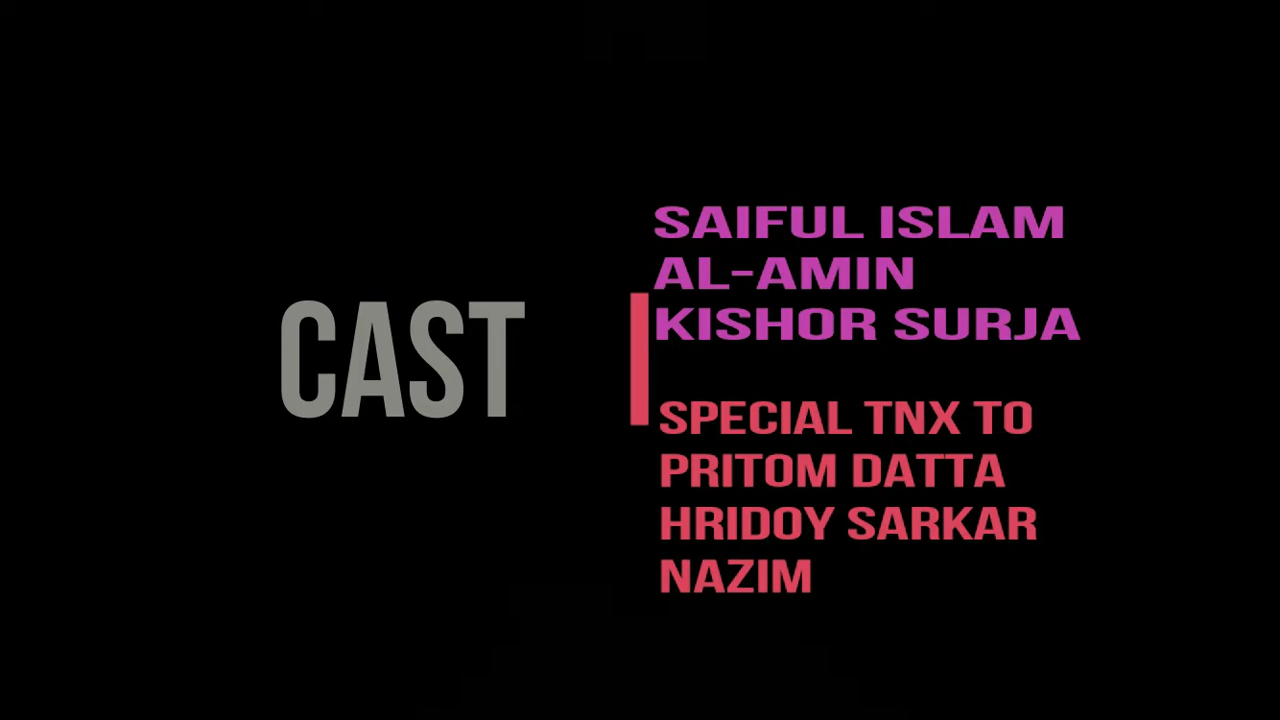 CAST
SAIFUL ISLAM
AL-AMIN
KISHOR SURJA
SPECIAL TNX TO
PRITOM DATTA
HRIDOY SARKAR
NAZIM